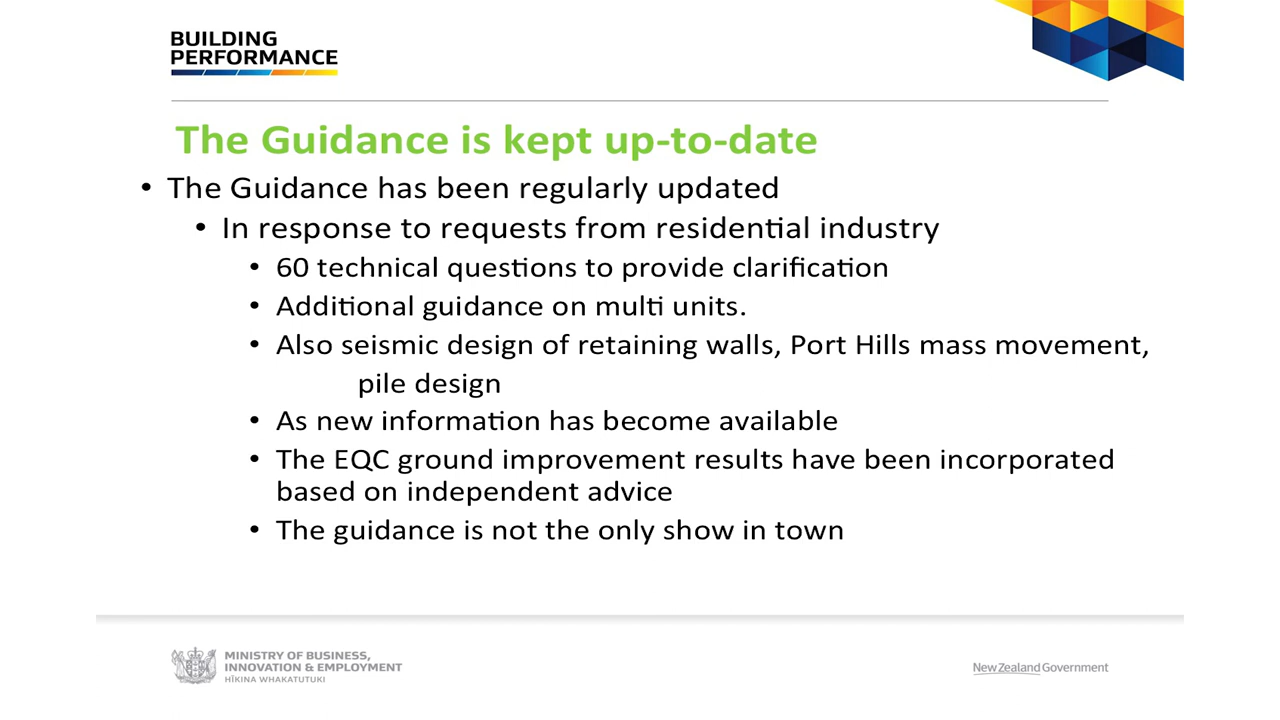 BUILDING
PERFORMANCE
The Guidance is kept up-to-date
• The Guidance has been regularly updated
• In response to requests from residential industry
• 60 technical questions to provide clarification
• Additional guidance on multi units.
• Also seismic design of retaining walls, Port Hills mass movement,
pile design
• As new information has become available
• The EQC ground improvement results have been incorporated
based on independent advice
• The guidance is not the only show in town
MINISTRY OF BUSINESS,
INNOVATION & EMPLOYMENT
HĪKINA WHAKATUTUKI
New Zealand Government